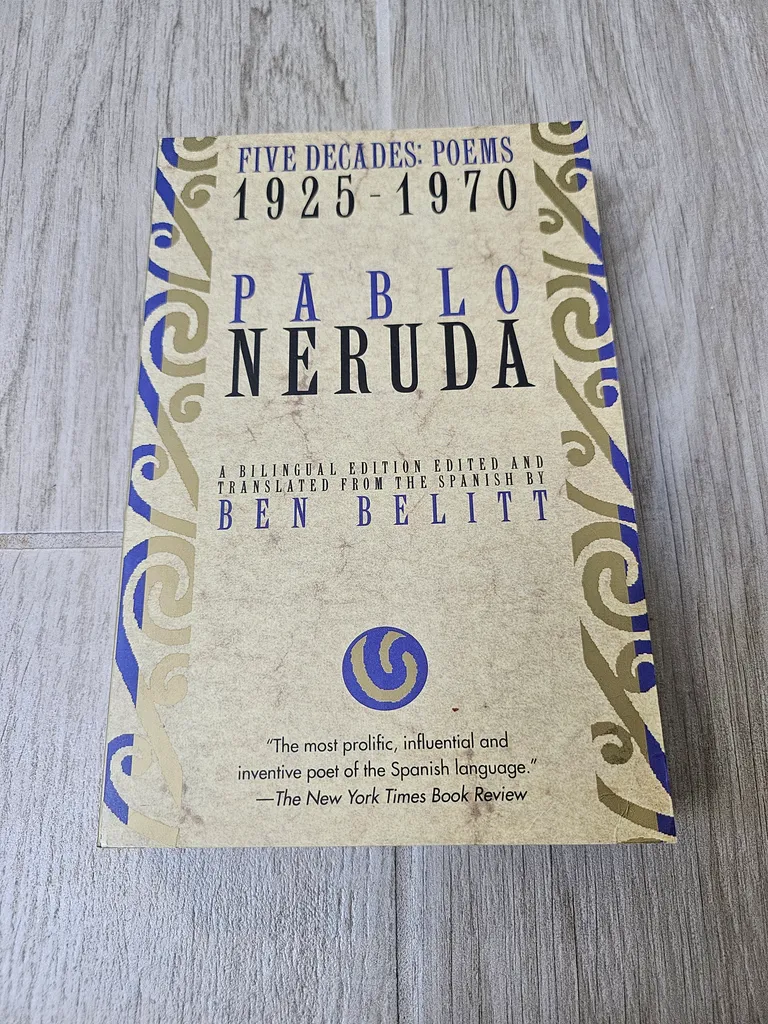 FIVE DECADES: POEMS
1925-1970
PABLO
NERUDA
A BILINGUAL EDITION EDITED AND
TRANSLATED FROM THE SPANISH BY
BEN BELITT
“The most prolific, influential and
inventive poet of the Spanish language.”
—The New York Times Book Review